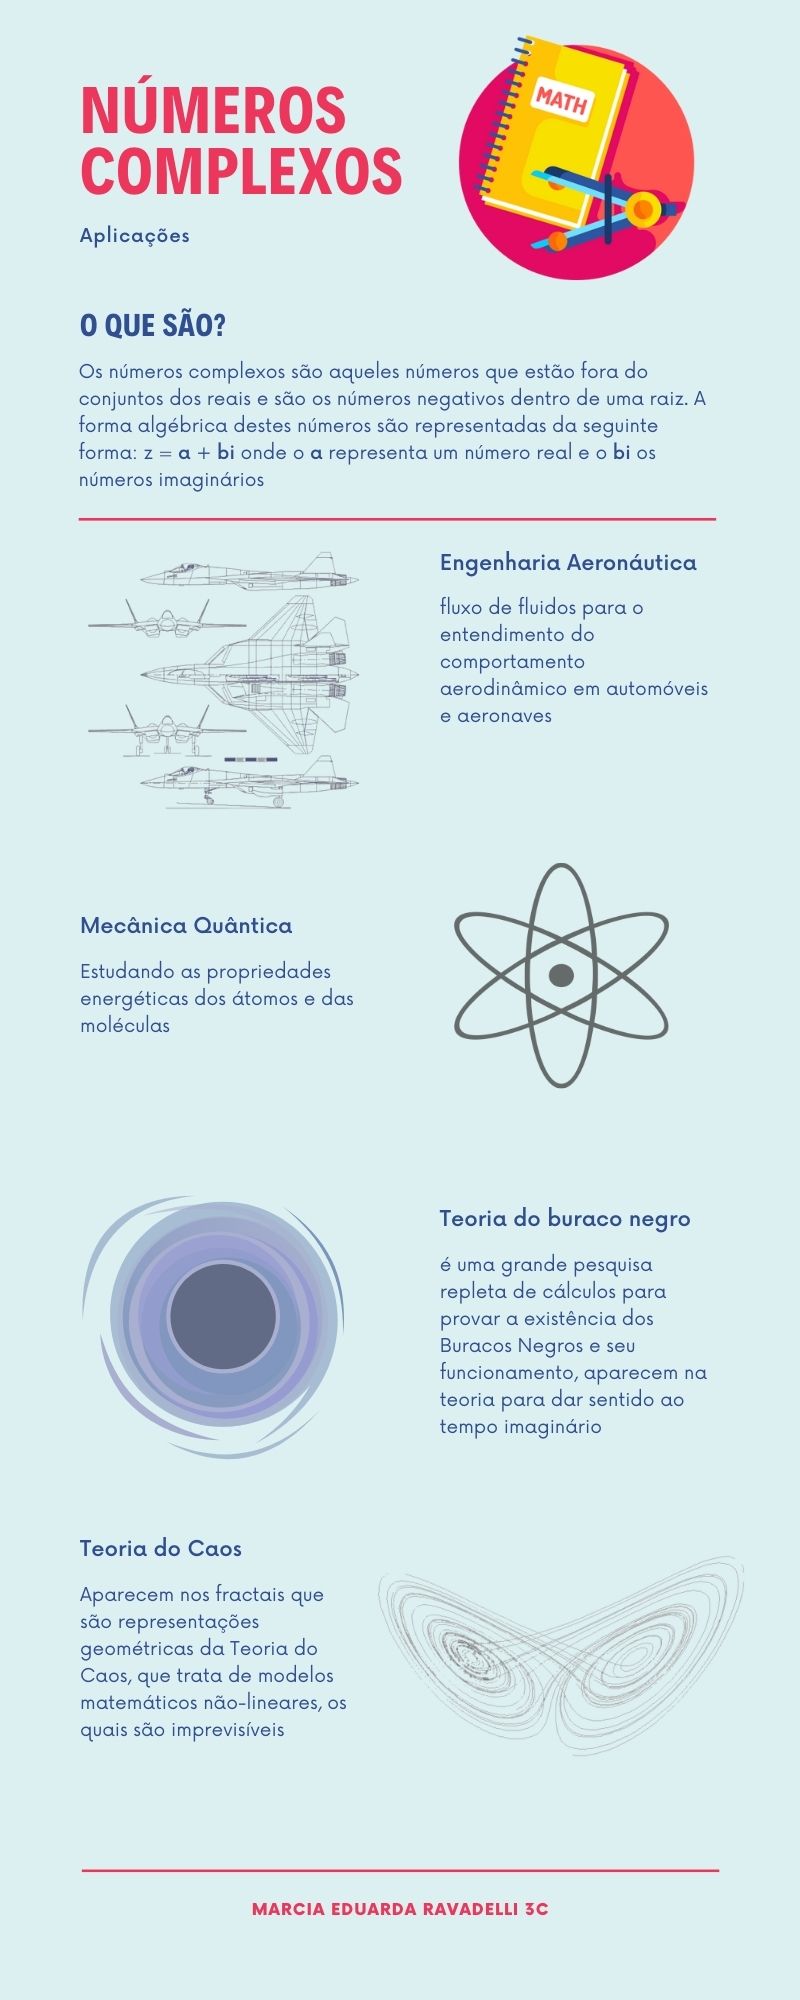 NÚMEROS
COMPLEXOS
MATH
Aplicações
O QUE SÃO?
Os números complexos são aqueles números que estão fora do
conjuntos dos reais e são os números negativos dentro de uma raiz. A
forma algébrica destes números são representadas da seguinte
forma: z = a + bi onde o a representa um número real e o bi os
números imaginários
Engenharia Aeronáutica
fluxo de fluidos para o
entendimento do
comportamento
aerodinâmico em automóveis
e aeronaves
Mecânica Quântica
Estudando as propriedades
energéticas dos átomos e das
moléculas
Teoria do buraco negro
é uma grande pesquisa
repleta de cálculos para
provar a existência dos
Buracos Negros e seu
funcionamento, aparecem na
teoria para dar sentido ao
tempo imaginário
Teoria do Caos
Aparecem nos fractais que
são representações
geométricas da Teoria do
Caos, que trata de modelos
matemáticos não-lineares, os
quais são imprevisíveis
MARCIA EDUARDA RAVADELLI 3C